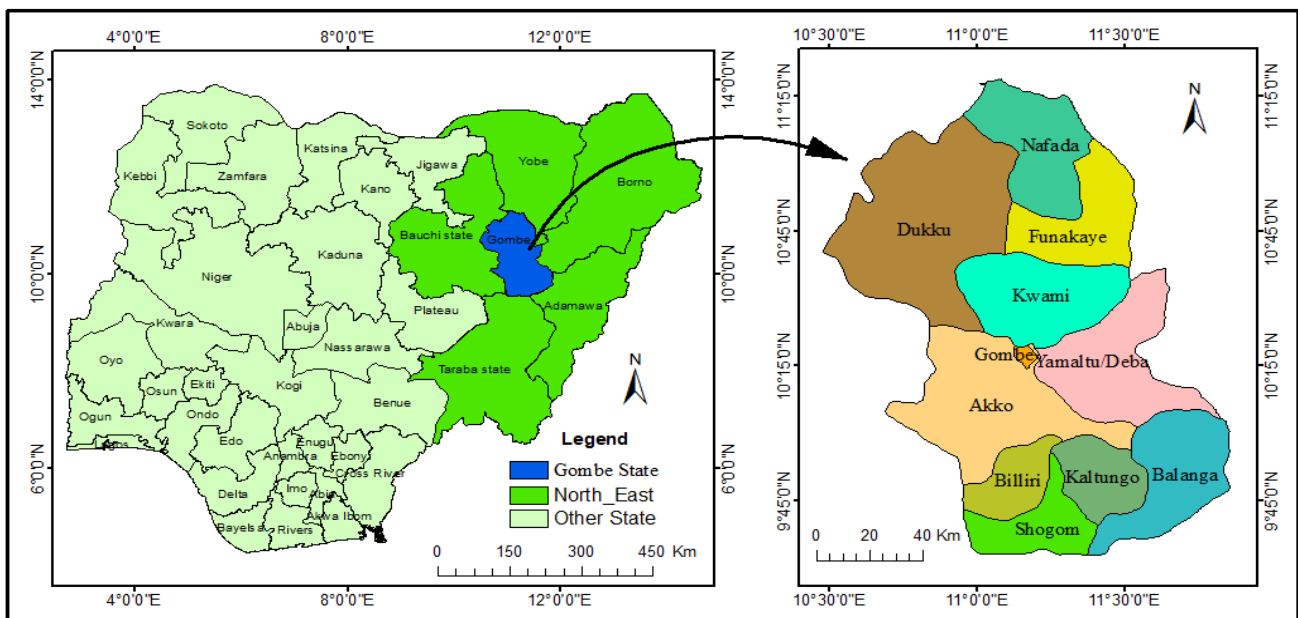 4°0'0"E 8°0'0"E 12°0'0"E
14°0'0"N
10°0'0"N
6°0'0"N
Sokoto
Kebbi
Zamfara
Katsina
Kano
Jigawa
Yobe
Borno
Bauchi state
Gombe
Kaduna
Niger
Adamawa
Plateau
Kwara
Abuja
Nassarawa
Taraba state
Oyo
Ekiti
Osun
Kogi
Benue
Ogun
Ondo
Lagos
Edo
Enugu
Anambra
Ebony
Cross River
Delta
Imo
Abia
Akwa Ibom
Bayelsa
Rivers
N
Legend
Gombe State
North_East
Other State
0 150 300 450 Km
4°0'0"E 8°0'0"E 12°0'0"E
10°30'0"E 11°0'0"E 11°30'0"E
11°15'0"N
10°45'0"N
10°15'0"N
9°45'0"N
11°15'0"N
10°45'0"N
10°15'0"N
9°45'0"N
N
Nafada
Dukku
Funakaye
Kwami
Gombe
Yamaltu/Deba
Akko
Billiri
Kaltungo
Balanga
Shogom
0 20 40 Km
10°30'0"E 11°0'0"E 11°30'0"E
14°0'0"N
10°0'0"N
6°0'0"N